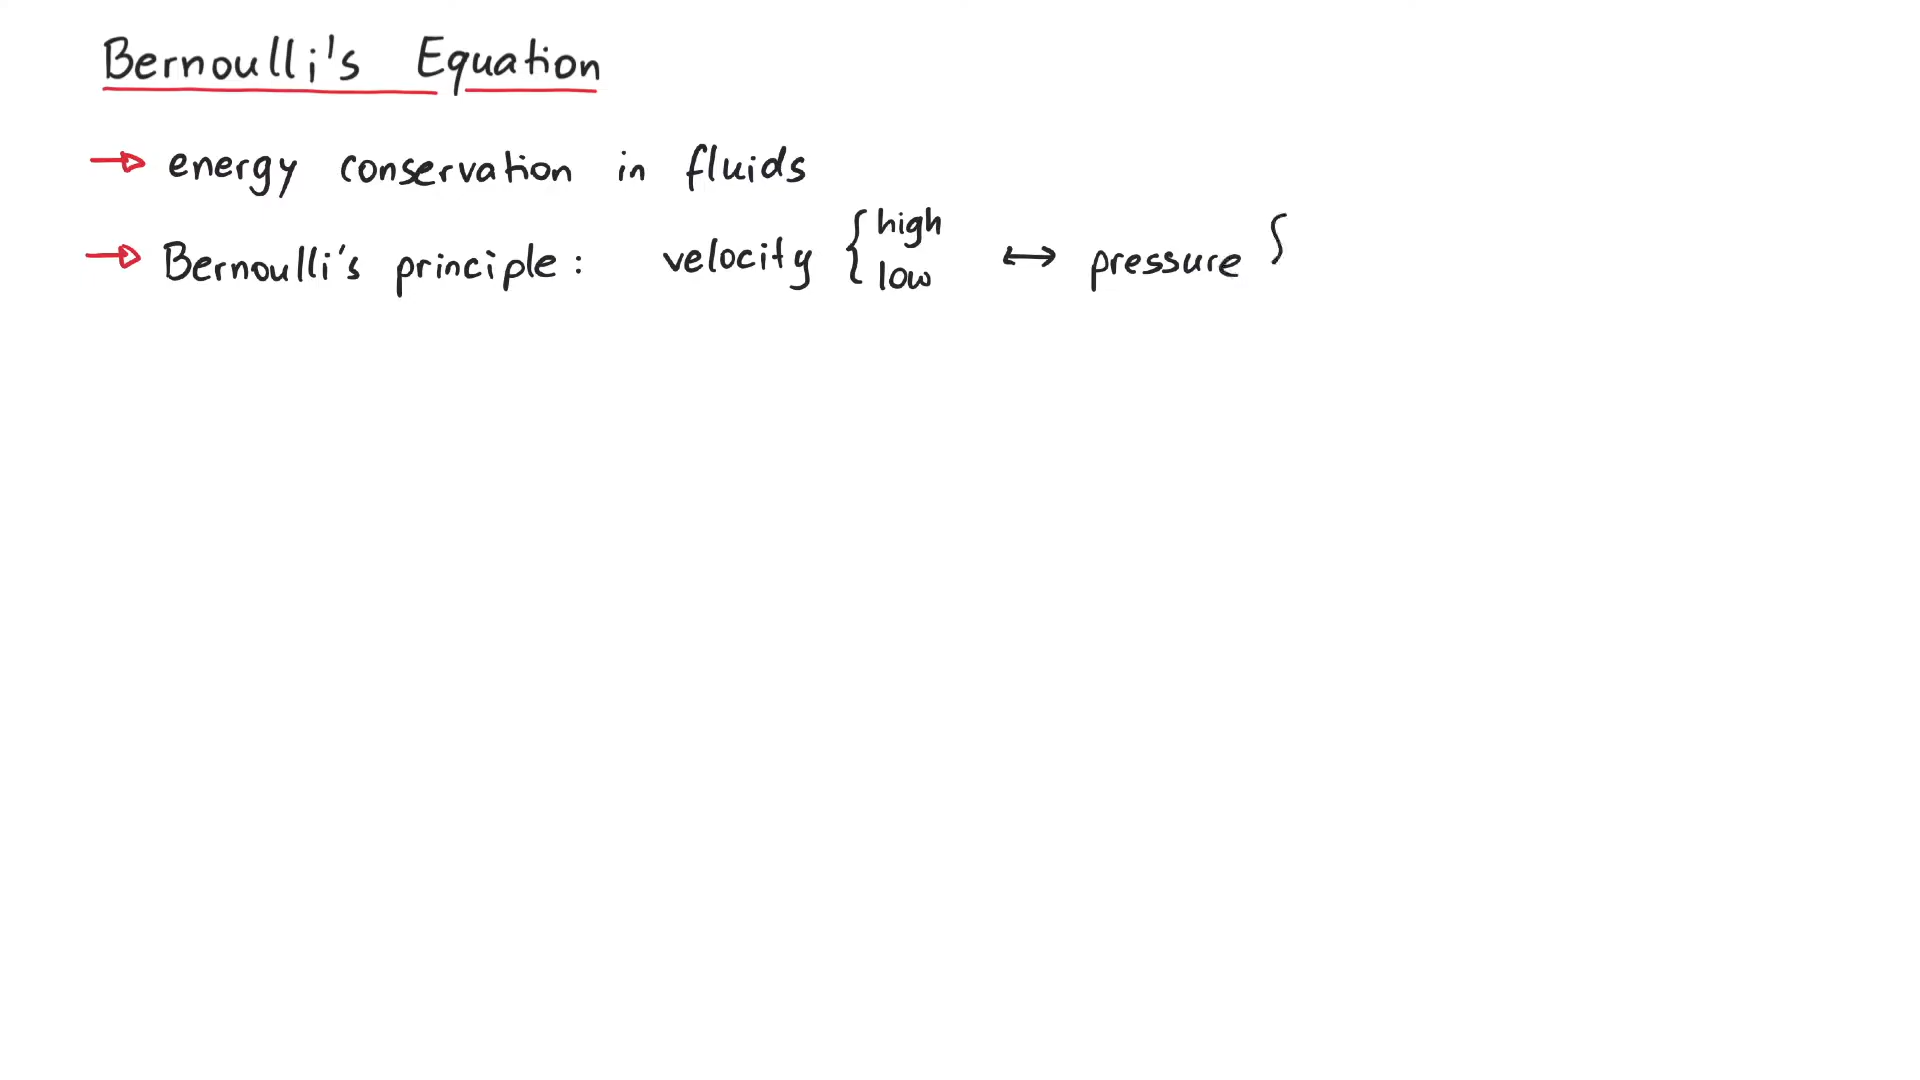 Bernoulli's Equation
→ energy conservation in fluids
→ Bernoulli's principle: velocity { high low ↔ pressure {